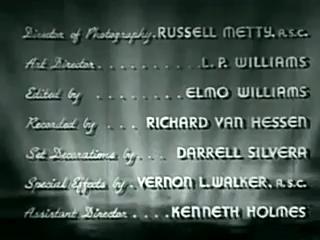 Director of Photography. RUSSELL METTY, A.S.C.
Art Director . . . . . . . . . . L. P. WILLIAMS
Edited by . . . . . . . . . ELMO WILLIAMS
Recorded by . . . . RICHARD VAN HESSEN
Set Decorations by . . . DARRELL SILVERA
Special Effects by . VERNON L. WALKER, A.S.C.
Assistant Director . . . . KENNETH HOLMES